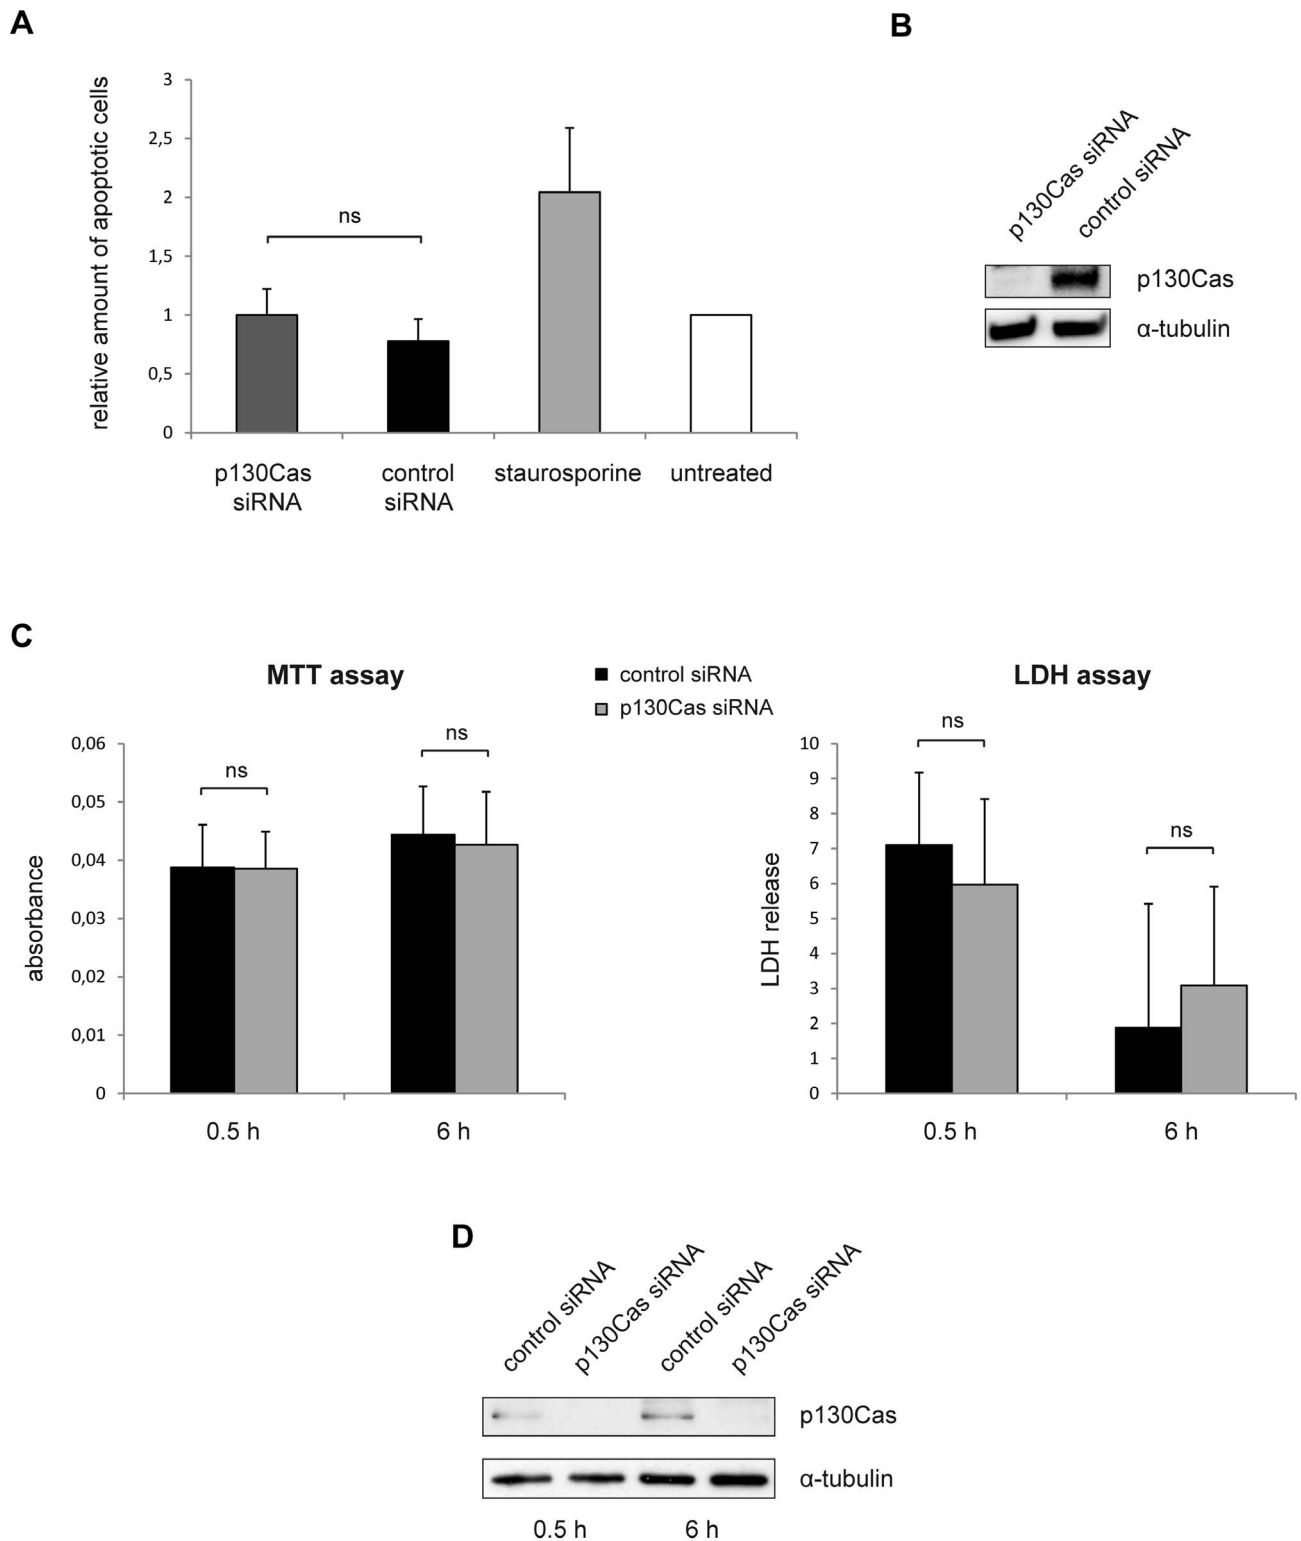 A
relative amount of apoptotic cells
3
2,5
2
1,5
1
0,5
0
ns
p130Cas
siRNA
control
siRNA
staurosporine
untreated
B
p130Cas siRNA
control siRNA
p130Cas
α-tubulin
C
MTT assay
control siRNA
p130Cas siRNA
absorbance
0,06
0,05
0,04
0,03
0,02
0,01
0
ns
ns
0.5 h
6 h
LDH assay
LDH release
10
9
8
7
6
5
4
3
2
1
0
ns
ns
0.5 h
6 h
D
control siRNA
p130Cas siRNA
control siRNA
p130Cas siRNA
p130Cas
α-tubulin
0.5 h
6 h